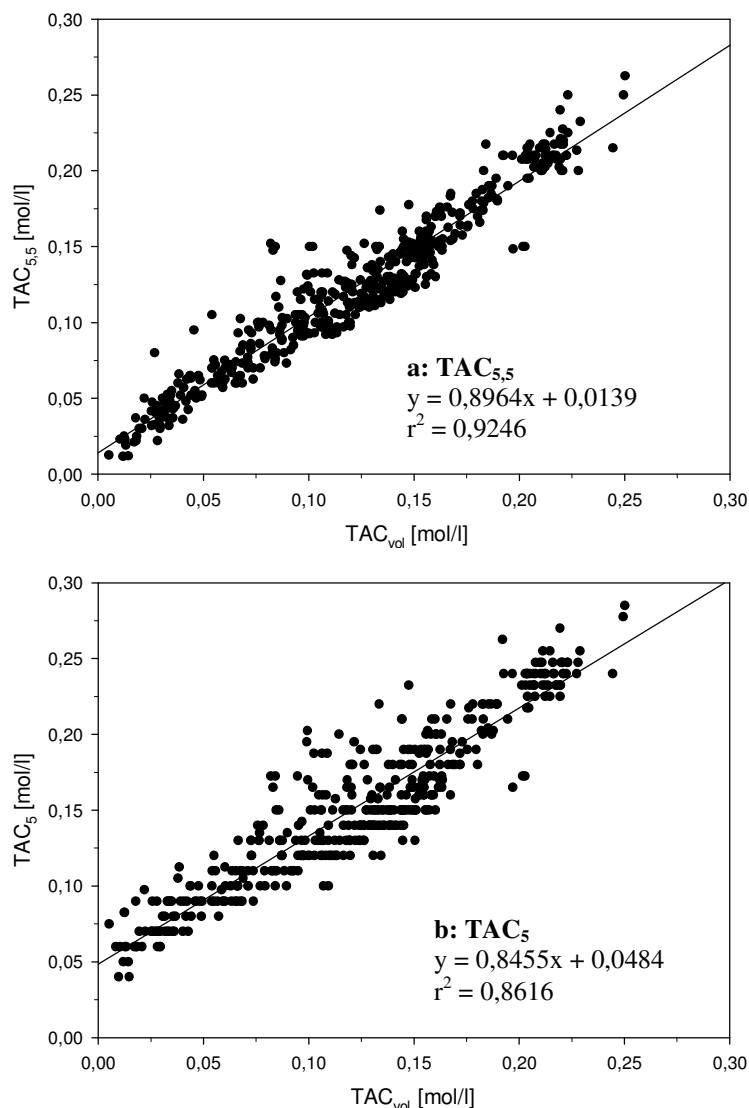 0,30
0,25
0,20
0,15
0,10
0,05
0,00
TAC5,5 [mol/l]
a: TAC5,5
y = 0,8964x + 0,0139
r² = 0,9246
0,00 0,05 0,10 0,15 0,20 0,25 0,30
TACvol [mol/l]
0,30
0,25
0,20
0,15
0,10
0,05
0,00
TAC5 [mol/l]
b: TAC5
y = 0,8455x + 0,0484
r² = 0,8616
0,00 0,05 0,10 0,15 0,20 0,25 0,30
TACvol [mol/l]